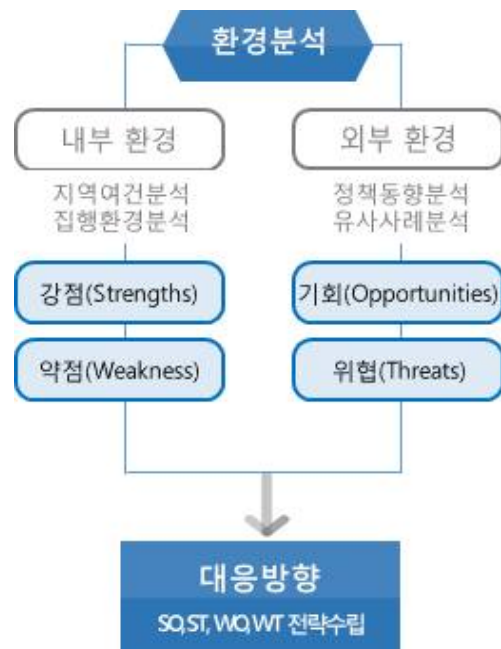 환경분석
내부 환경
지역여건분석
집행환경분석
강점(Strengths)
약점(Weakness)
외부 환경
정책동향분석
유사사례분석
기회(Opportunities)
위협(Threats)
대응방향
SO,ST, WO,WT 전략수립